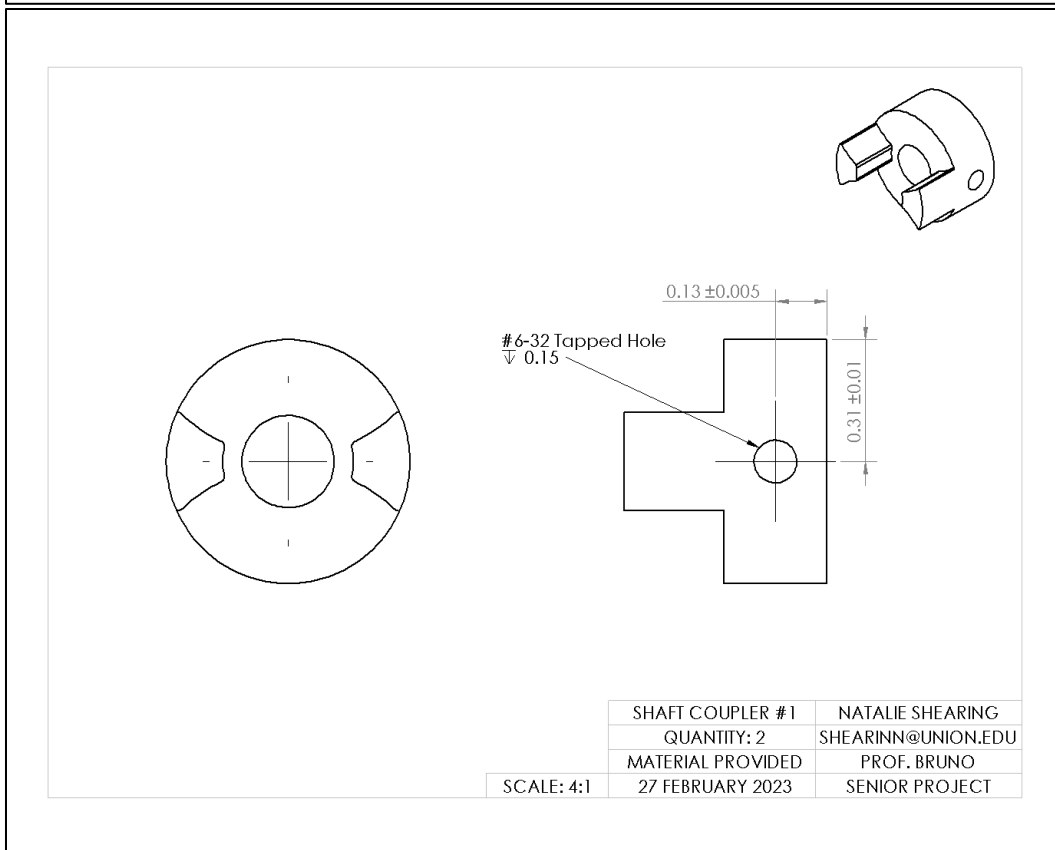 0.13 ±0.005
#6-32 Tapped Hole
↧ 0.15
0.31 ±0.01
SHAFT COUPLER #1 NATALIE SHEARING
QUANTITY: 2 SHEARINN@UNION.EDU
MATERIAL PROVIDED PROF. BRUNO
SCALE: 4:1 27 FEBRUARY 2023 SENIOR PROJECT